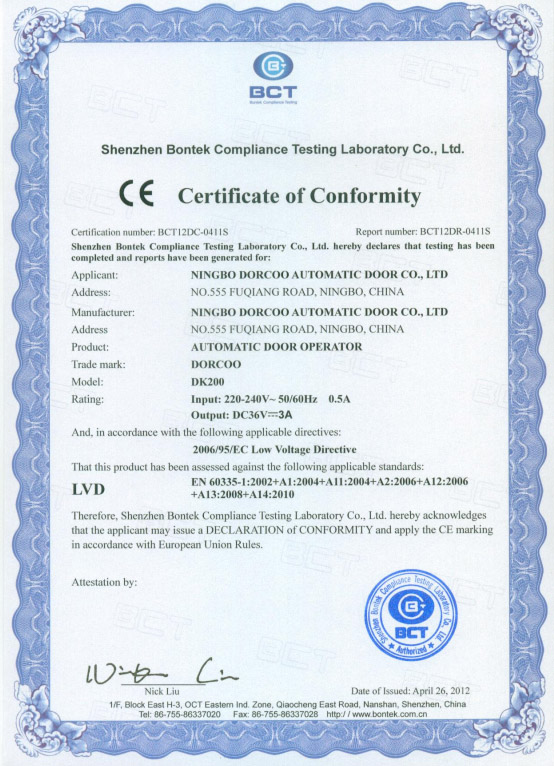 BCT
Bontek Compliance Testing
Shenzhen Bontek Compliance Testing Laboratory Co., Ltd.
CE Certificate of Conformity
Certification number: BCT12DC-0411S Report number: BCT12DR-0411S
Shenzhen Bontek Compliance Testing Laboratory Co., Ltd. hereby declares that testing has been
completed and reports have been generated for:
Applicant: NINGBO DORCOO AUTOMATIC DOOR CO., LTD
Address: NO.555 FUQIANG ROAD, NINGBO, CHINA
Manufacturer: NINGBO DORCOO AUTOMATIC DOOR CO., LTD
Address NO.555 FUQIANG ROAD, NINGBO, CHINA
Product: AUTOMATIC DOOR OPERATOR
Trade mark: DORCOO
Model: DK200
Rating: Input: 220-240V~ 50/60Hz 0.5A
Output: DC36V⎓3A
And, in accordance with the following applicable directives:
2006/95/EC Low Voltage Directive
That this product has been assessed against the following applicable standards:
LVD EN 60335-1:2002+A1:2004+A11:2004+A2:2006+A12:2006
+A13:2008+A14:2010
Therefore, Shenzhen Bontek Compliance Testing Laboratory Co., Ltd. hereby acknowledges
that the applicant may issue a DECLARATION of CONFORMITY and apply the CE marking
in accordance with European Union Rules.
Attestation by:
Shenzhen Bontek Compliance Testing Laboratory Co., Ltd.
BCT
★ Authorized ★
Nick Liu Date of Issued: April 26, 2012
1/F, Block East H-3, OCT Eastern Ind. Zone, Qiaocheng East Road, Nanshan, Shenzhen, China
Tel: 86-755-86337020 Fax: 86-755-86337028 http://www.bontek.com.cn